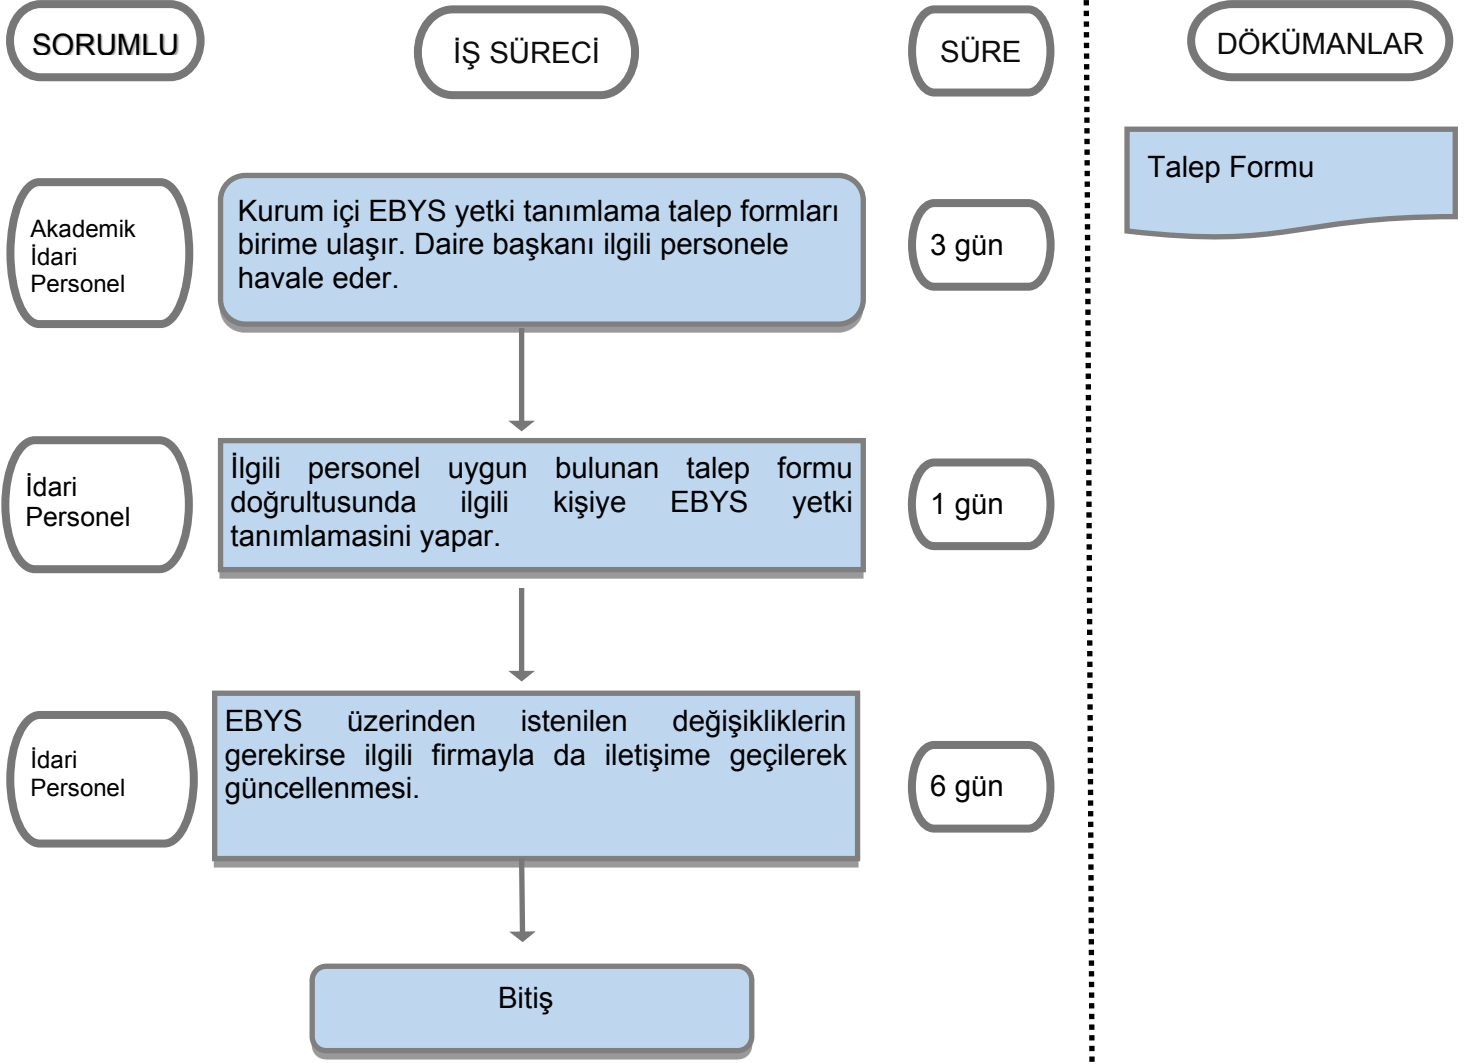 SORUMLU
İŞ SÜRECİ
SÜRE
DÖKÜMANLAR
Talep Formu
Akademik
İdari
Personel
Kurum içi EBYS yetki tanımlama talep formları
birime ulaşır. Daire başkanı ilgili personele
havale eder.
3 gün
İdari
Personel
İlgili personel uygun bulunan talep formu
doğrultusunda ilgili kişiye EBYS yetki
tanımlamasini yapar.
1 gün
İdari
Personel
EBYS üzerinden istenilen değişikliklerin
gerekirse ilgili firmayla da iletişime geçilerek
güncellenmesi.
6 gün
Bitiş